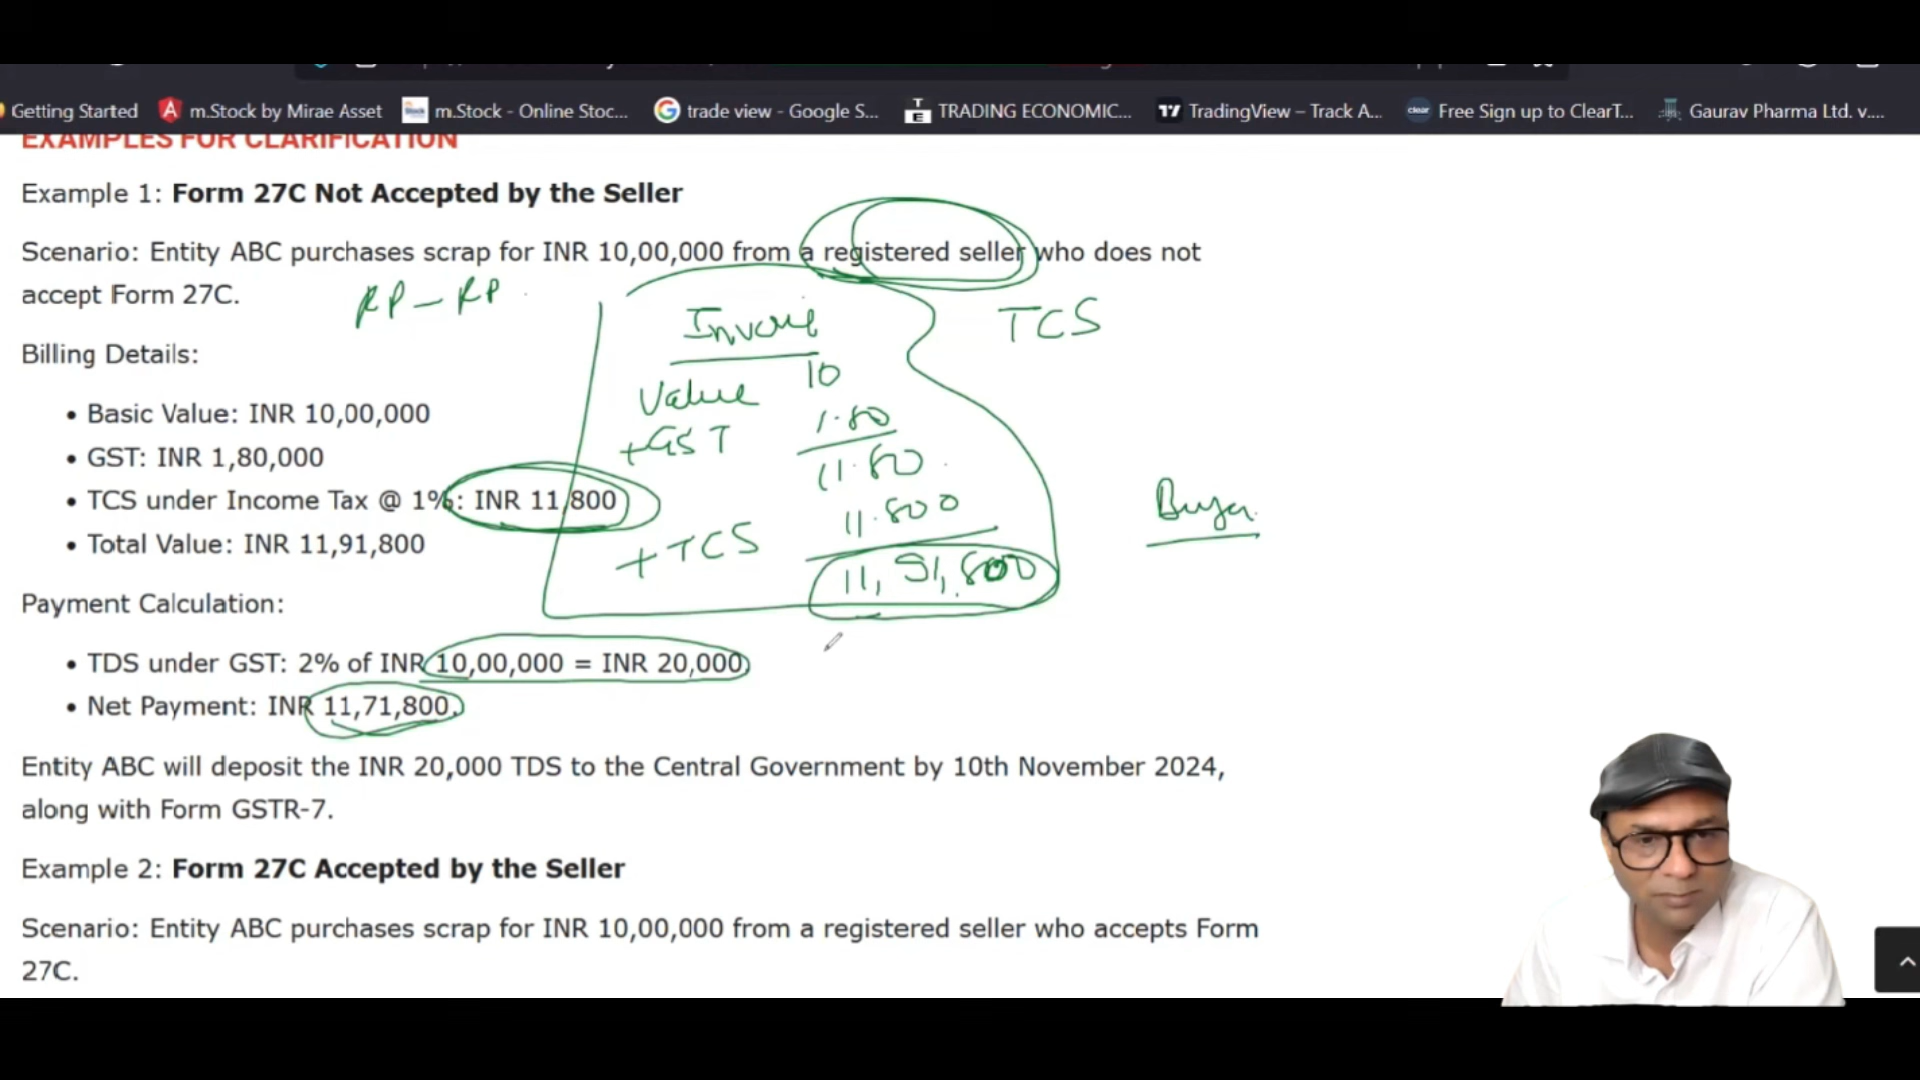 Getting Started m.Stock by Mirae Asset m.Stock - Online Stoc... trade view - Google S... TRADING ECONOMIC... TradingView – Track A... clear Free Sign up to ClearT... Gaurav Pharma Ltd. v....
EXAMPLES FOR CLARIFICATION
Example 1: Form 27C Not Accepted by the Seller
Scenario: Entity ABC purchases scrap for INR 10,00,000 from a registered seller who does not
accept Form 27C.
RP - RP
Invoice
TCS
Billing Details:
Value 10
• Basic Value: INR 10,00,000
+GST 1.80
• GST: INR 1,80,000
11.80
• TCS under Income Tax @ 1%: INR 11,800
11.800
Buyer
• Total Value: INR 11,91,800
+ TCS
11,91,800
Payment Calculation:
• TDS under GST: 2% of INR 10,00,000 = INR 20,000
• Net Payment: INR 11,71,800.
Entity ABC will deposit the INR 20,000 TDS to the Central Government by 10th November 2024,
along with Form GSTR-7.
Example 2: Form 27C Accepted by the Seller
Scenario: Entity ABC purchases scrap for INR 10,00,000 from a registered seller who accepts Form
27C.